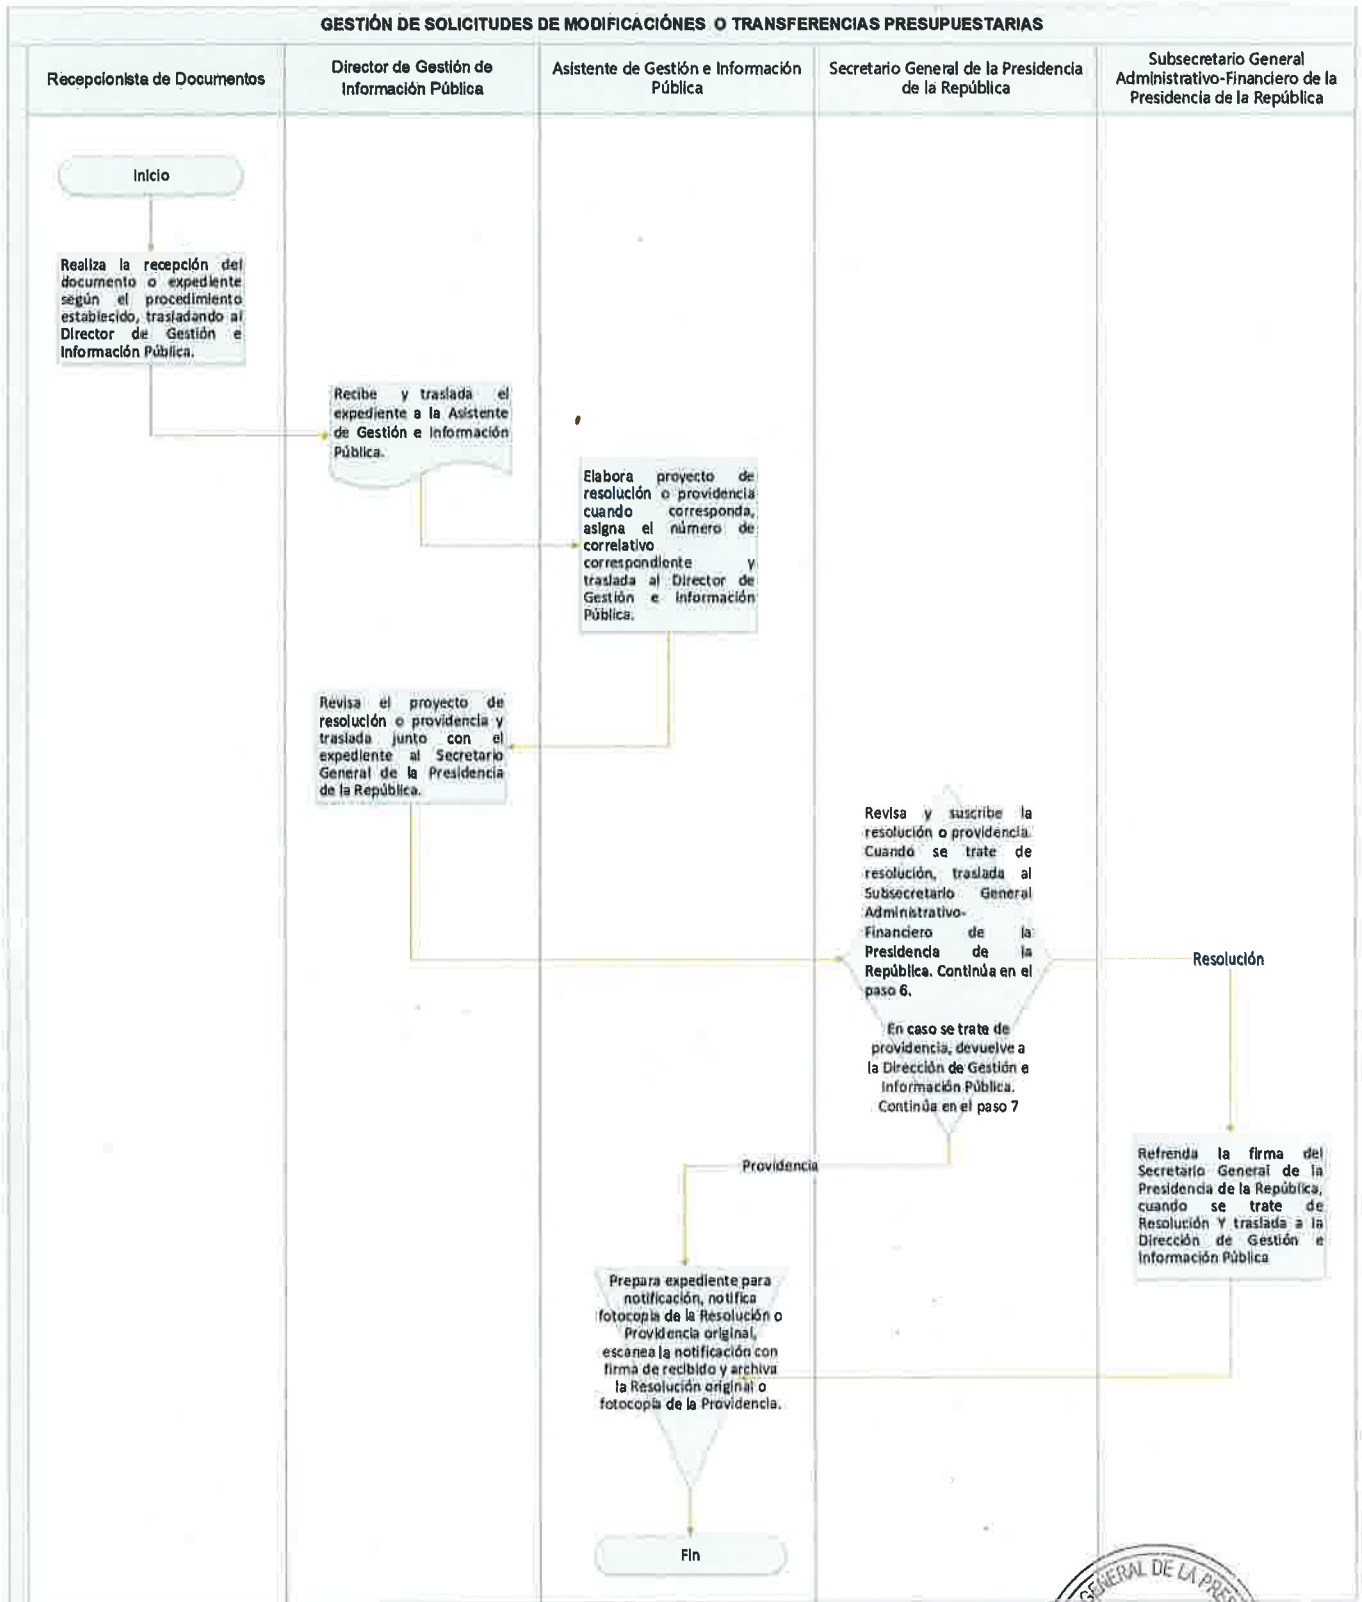 GESTIÓN DE SOLICITUDES DE MODIFICACIÓNES O TRANSFERENCIAS PRESUPUESTARIAS
Recepcionista de Documentos
Director de Gestión de
Información Pública
Asistente de Gestión e Información
Pública
Secretario General de la Presidencia
de la República
Subsecretario General
Administrativo-Financiero de la
Presidencia de la República
Inicio
Realiza la recepción del
documento o expediente
según el procedimiento
establecido, trasladando al
Director de Gestión e
Información Pública.
Recibe y traslada el
expediente a la Asistente
de Gestión e Información
Pública.
Elabora proyecto de
resolución o providencia
cuando corresponda,
asigna el número de
correlativo
correspondiente y
traslada al Director de
Gestión e Información
Pública.
Revisa el proyecto de
resolución o providencia y
traslada junto con el
expediente al Secretario
General de la Presidencia
de la República.
Revisa y suscribe la
resolución o providencia.
Cuando se trate de
resolución, traslada al
Subsecretario General
Administrativo-
Financiero de la
Presidencia de la
República. Continúa en el
paso 6.
En caso se trate de
providencia, devuelve a
la Dirección de Gestión e
Información Pública.
Continúa en el paso 7
Resolución
Providencia
Refrenda la firma del
Secretario General de la
Presidencia de la República,
cuando se trate de
Resolución Y traslada a la
Dirección de Gestión e
Información Pública
Prepara expediente para
notificación, notifica
fotocopia de la Resolución o
Providencia original,
escanea la notificación con
firma de recibido y archiva
la Resolución original o
fotocopia de la Providencia.
Fin
GENERAL DE LA PRES